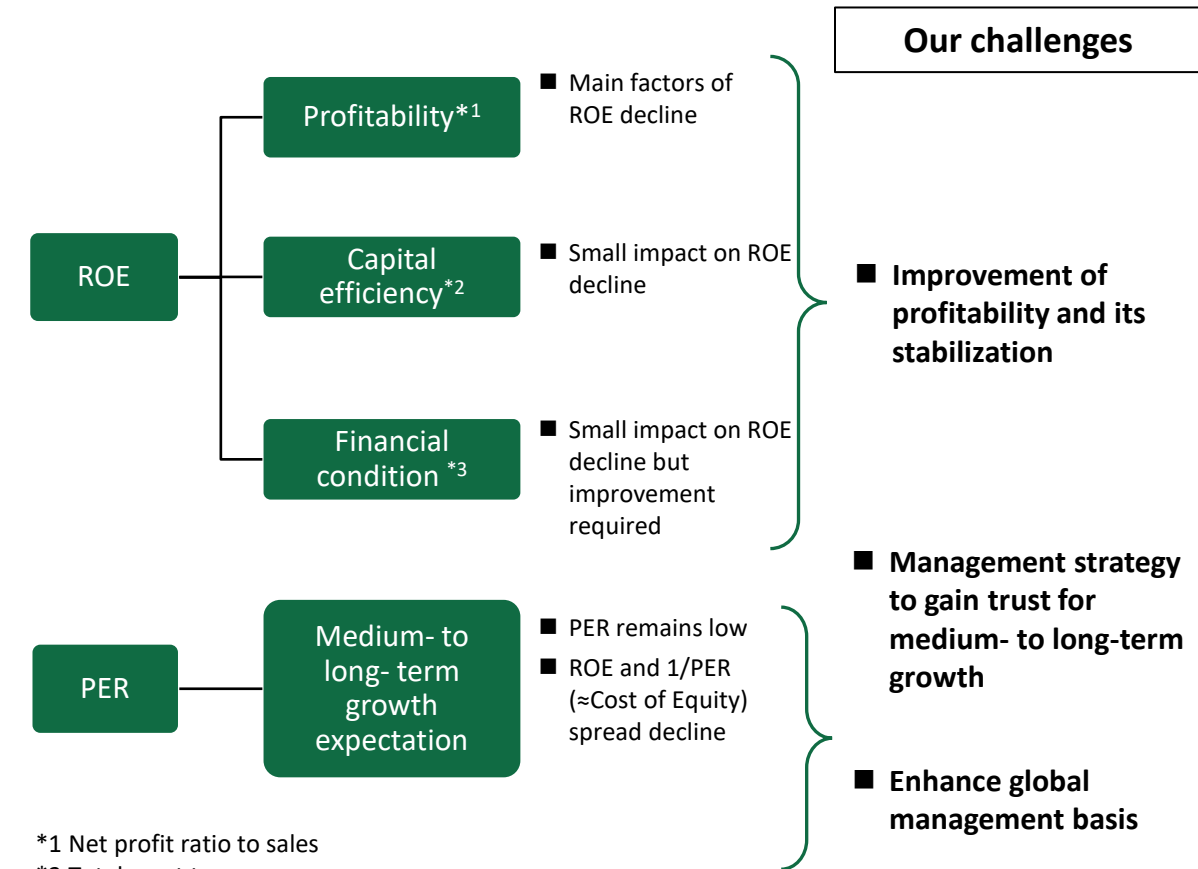 Our challenges
ROE
Profitability*1
■ Main factors of
ROE decline
Capital
efficiency*2
■ Small impact on ROE
decline
Financial
condition *3
■ Small impact on ROE
decline but
improvement
required
■ Improvement of
profitability and its
stabilization
PER
Medium- to
long- term
growth
expectation
■ PER remains low
■ ROE and 1/PER
(≈Cost of Equity)
spread decline
■ Management strategy
to gain trust for
medium- to long-term
growth
■ Enhance global
management basis
*1 Net profit ratio to sales